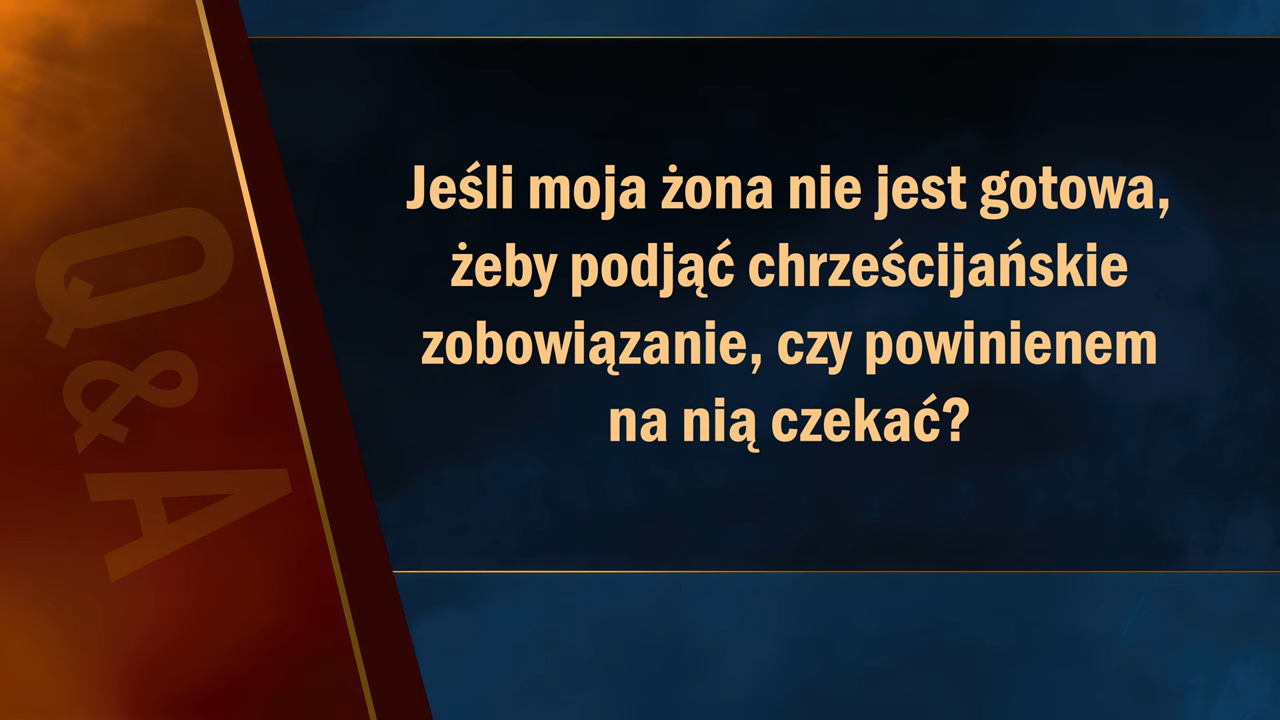 Q&A
Jeśli moja żona nie jest gotowa,
żeby podjąć chrześcijańskie
zobowiązanie, czy powinienem
na nią czekać?